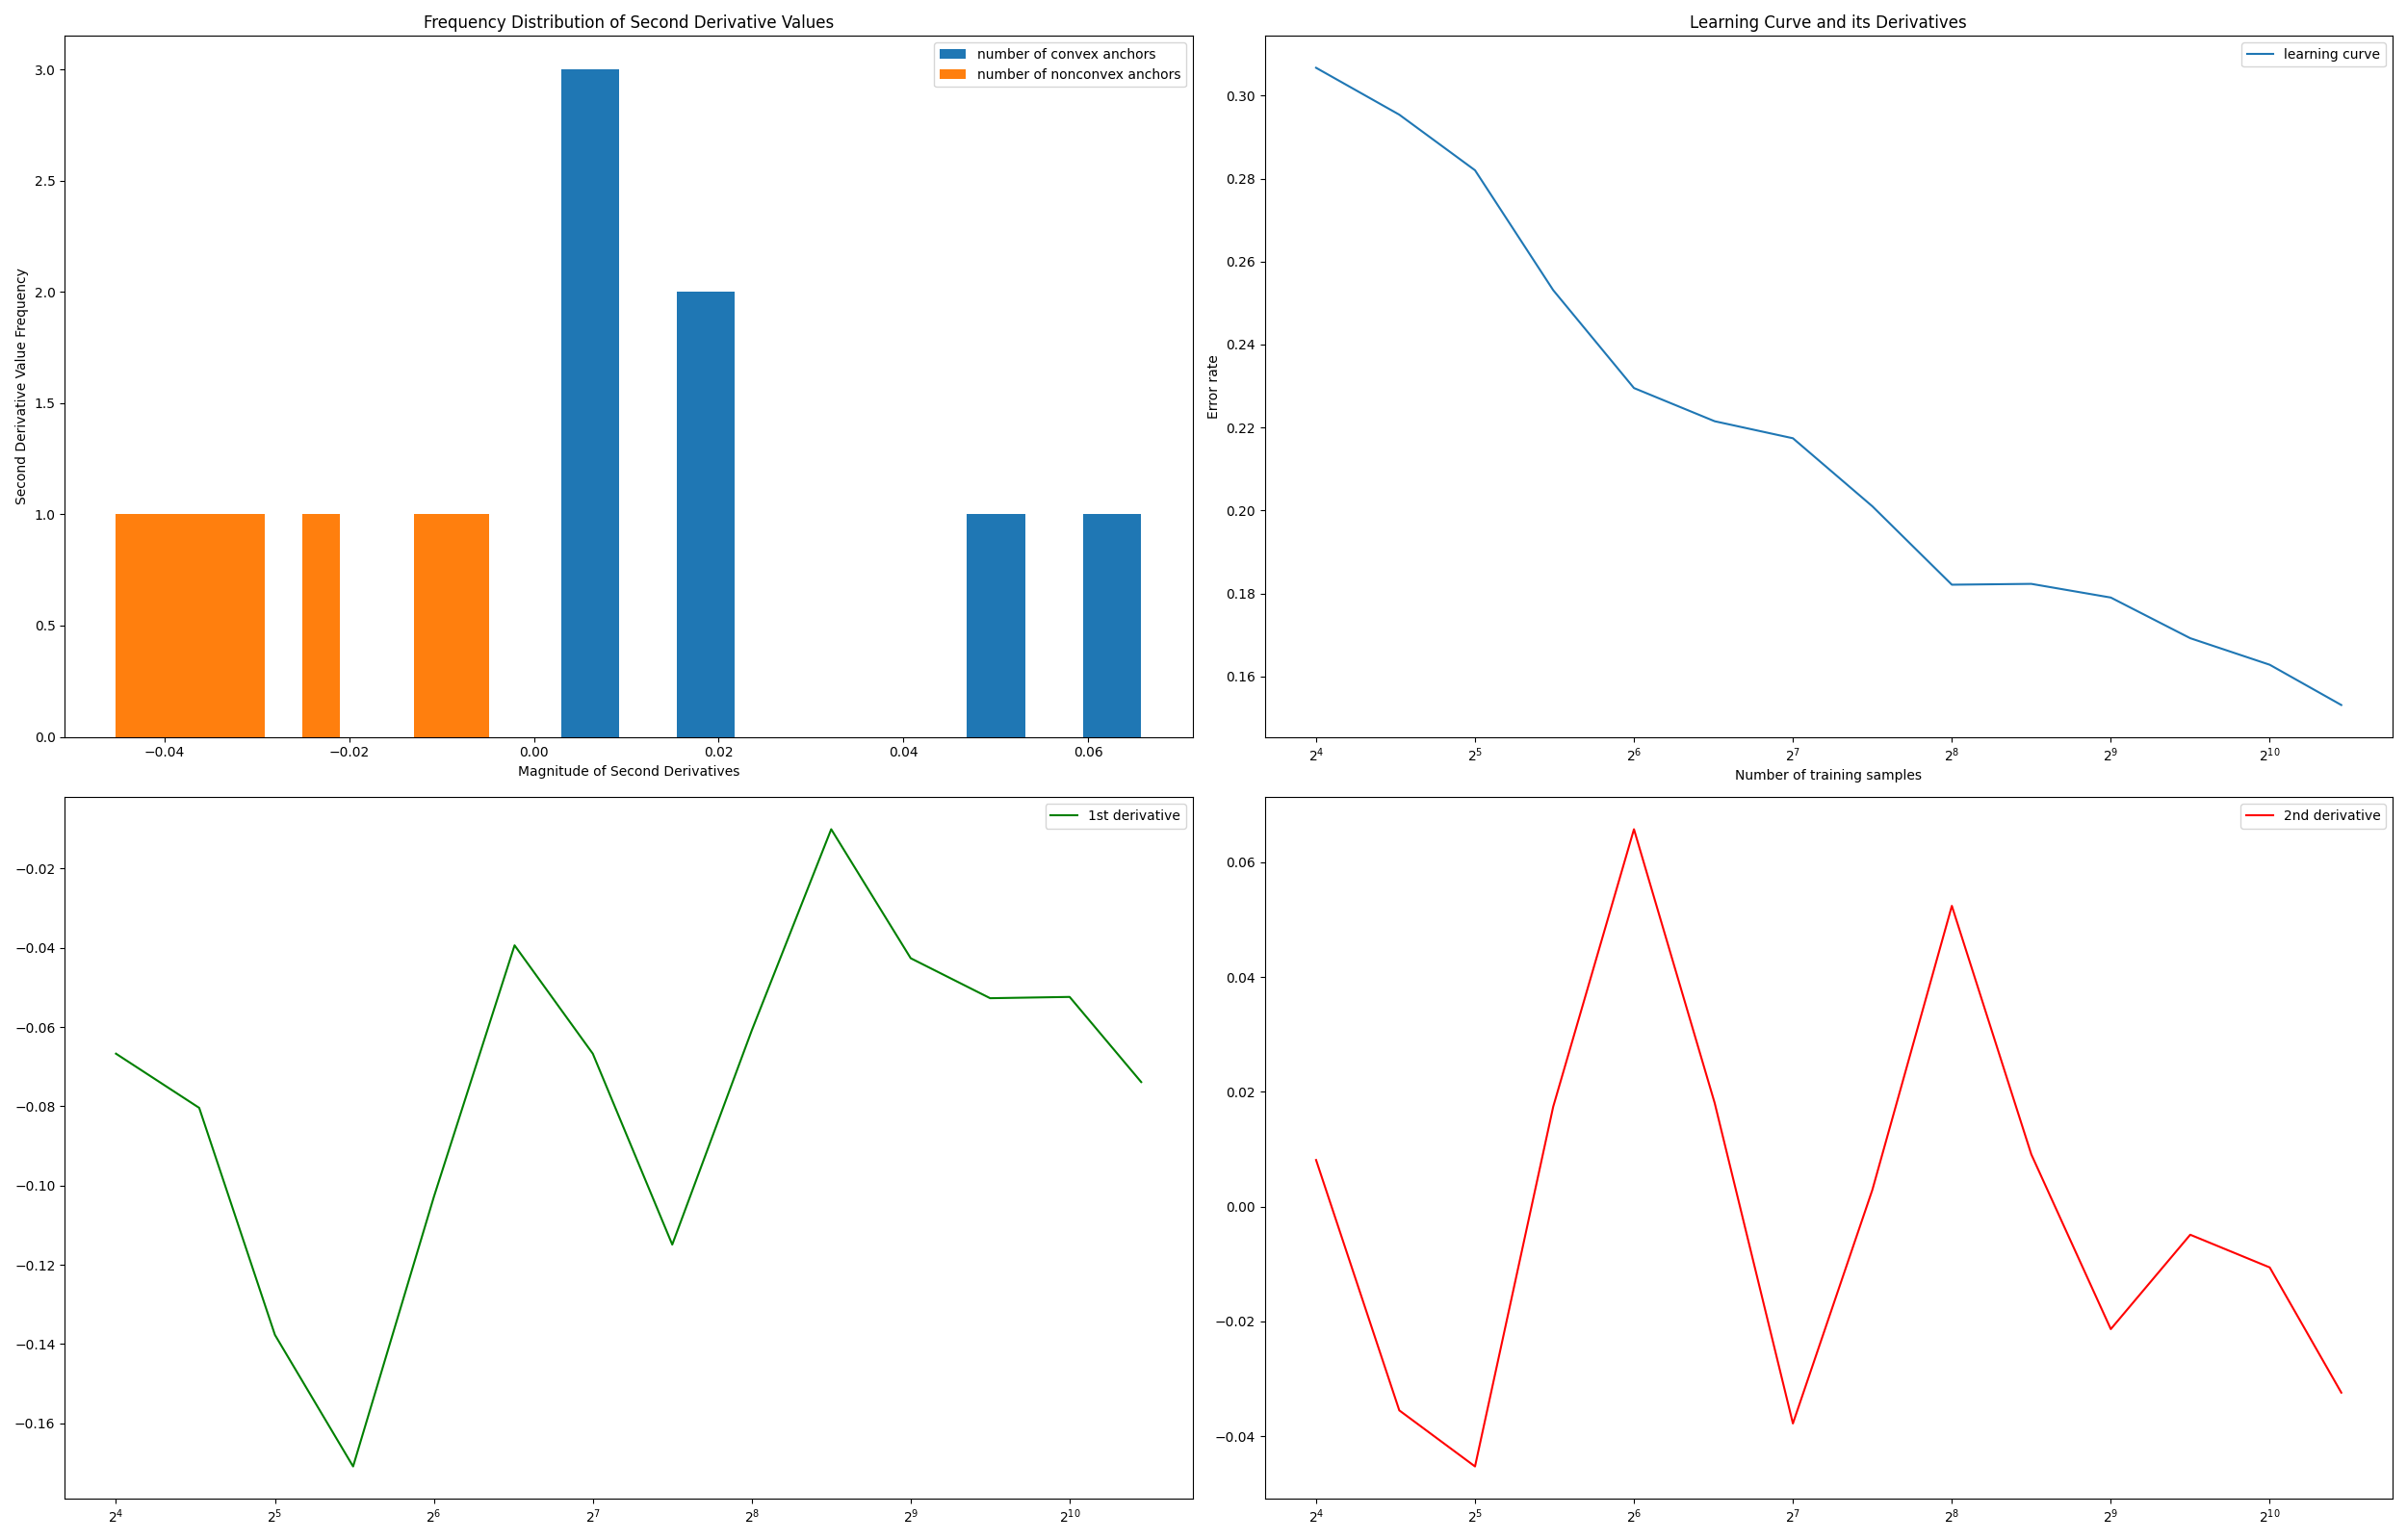 Frequency Distribution of Second Derivative Values
number of convex anchors
number of nonconvex anchors
Second Derivative Value Frequency
3.0
2.5
2.0
1.5
1.0
0.5
0.0
−0.04 −0.02 0.00 0.02 0.04 0.06
Magnitude of Second Derivatives
Learning Curve and its Derivatives
learning curve
Error rate
0.30
0.28
0.26
0.24
0.22
0.20
0.18
0.16
2⁴ 2⁵ 2⁶ 2⁷ 2⁸ 2⁹ 2¹⁰
Number of training samples
1st derivative
−0.02
−0.04
−0.06
−0.08
−0.10
−0.12
−0.14
−0.16
2⁴ 2⁵ 2⁶ 2⁷ 2⁸ 2⁹ 2¹⁰
2nd derivative
0.06
0.04
0.02
0.00
−0.02
−0.04
2⁴ 2⁵ 2⁶ 2⁷ 2⁸ 2⁹ 2¹⁰